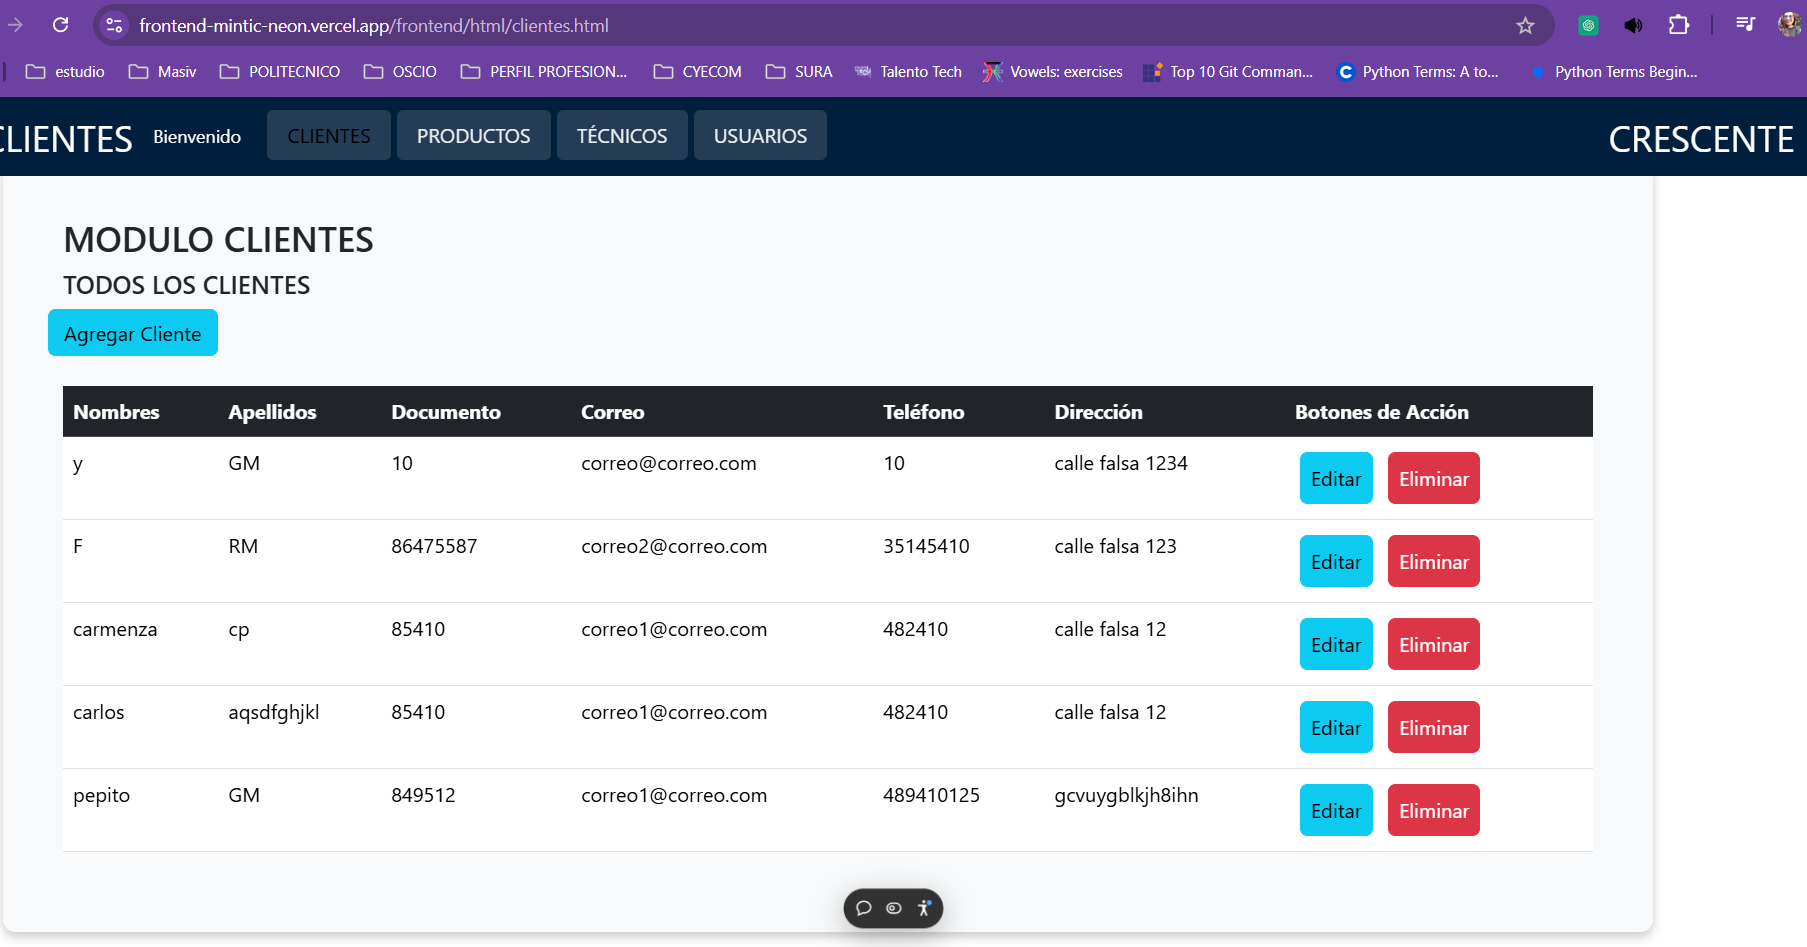 frontend-mintic-neon.vercel.app/frontend/html/clientes.html
estudio Masiv POLITECNICO OSCIO PERFIL PROFESION... CYECOM SURA Talento Tech Vowels: exercises Top 10 Git Comman... Python Terms: A to... Python Terms Begin...
CLIENTES Bienvenido CLIENTES PRODUCTOS TÉCNICOS USUARIOS CRESCENTE
MODULO CLIENTES
TODOS LOS CLIENTES
Agregar Cliente
Nombres Apellidos Documento Correo Teléfono Dirección Botones de Acción
y GM 10 correo@correo.com 10 calle falsa 1234 Editar Eliminar
F RM 86475587 correo2@correo.com 35145410 calle falsa 123 Editar Eliminar
carmenza cp 85410 correo1@correo.com 482410 calle falsa 12 Editar Eliminar
carlos aqsdfghjkl 85410 correo1@correo.com 482410 calle falsa 12 Editar Eliminar
pepito GM 849512 correo1@correo.com 489410125 gcvuygblkjh8ihn Editar Eliminar